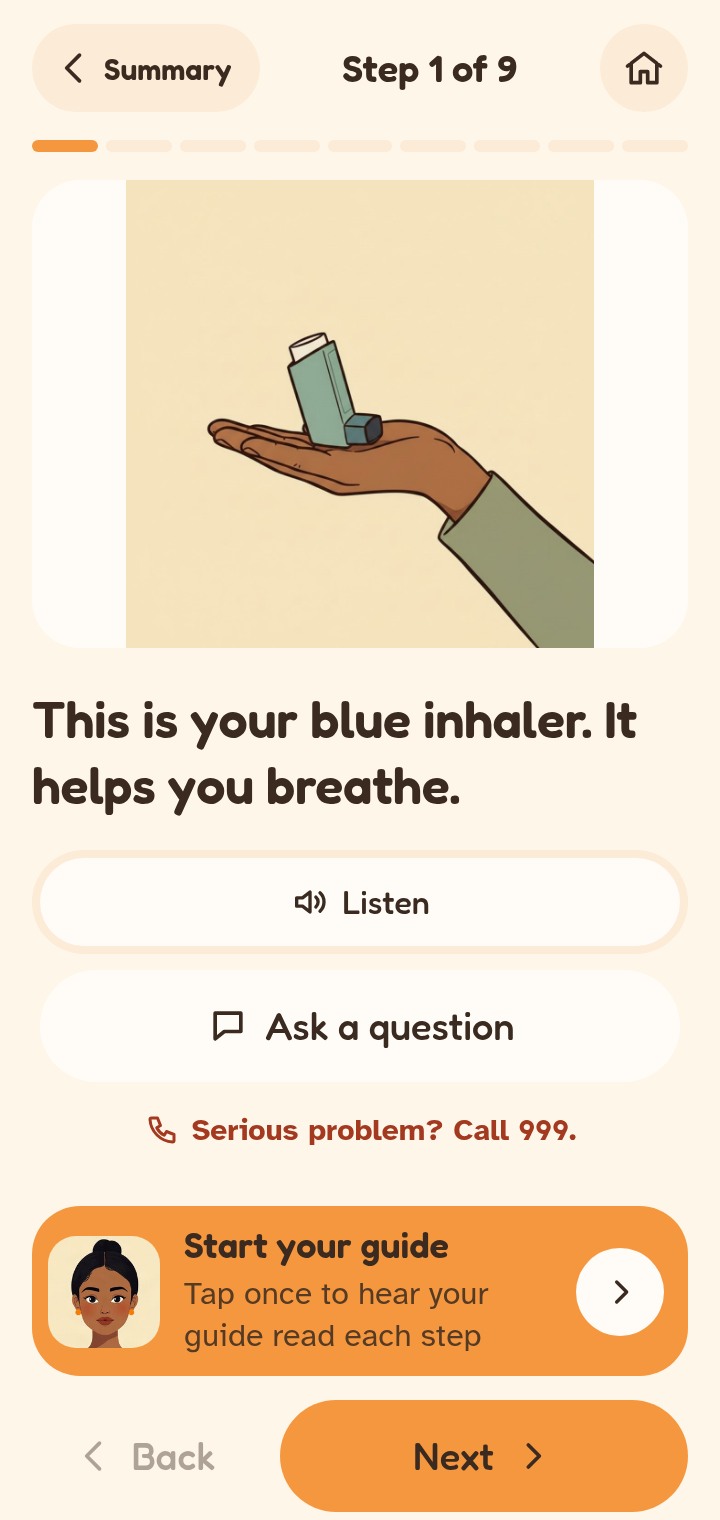 Summary
Step 1 of 9
This is your blue inhaler. It
helps you breathe.
Listen
Ask a question
Serious problem? Call 999.
Start your guide
Tap once to hear your
guide read each step
Back
Next